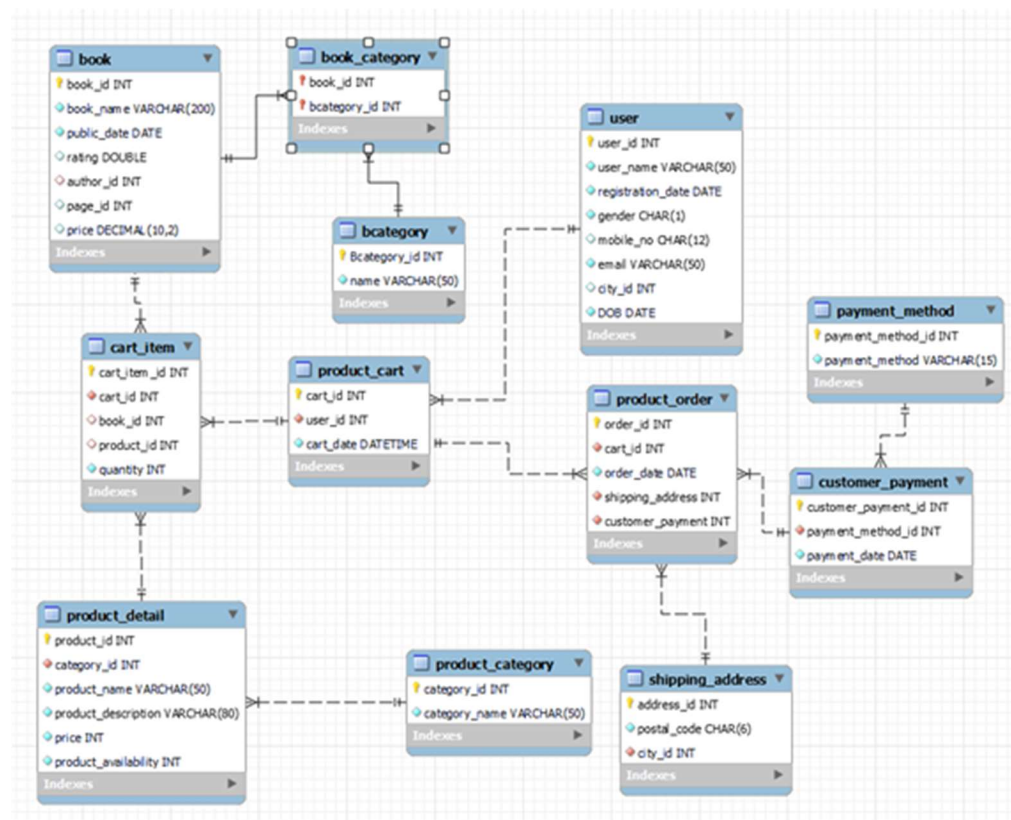 book
book_id INT
book_name VARCHAR(200)
public_date DATE
rating DOUBLE
author_id INT
page_id INT
price DECIMAL(10,2)
Indexes
book_category
book_id INT
bcategory_id INT
Indexes
bcategory
Bcategory_id INT
name VARCHAR(50)
Indexes
user
user_id INT
user_name VARCHAR(50)
registration_date DATE
gender CHAR(1)
mobile_no CHAR(12)
email VARCHAR(50)
city_id INT
DOB DATE
Indexes
payment_method
payment_method_id INT
payment_method VARCHAR(15)
Indexes
cart_item
cart_item_id INT
cart_id INT
book_id INT
product_id INT
quantity INT
Indexes
product_cart
cart_id INT
user_id INT
cart_date DATETIME
Indexes
product_order
order_id INT
cart_id INT
order_date DATE
shipping_address INT
customer_payment INT
Indexes
customer_payment
customer_payment_id INT
payment_method_id INT
payment_date DATE
Indexes
product_detail
product_id INT
category_id INT
product_name VARCHAR(50)
product_description VARCHAR(80)
price INT
product_availability INT
Indexes
product_category
category_id INT
category_name VARCHAR(50)
Indexes
shipping_address
address_id INT
postal_code CHAR(6)
city_id INT
Indexes